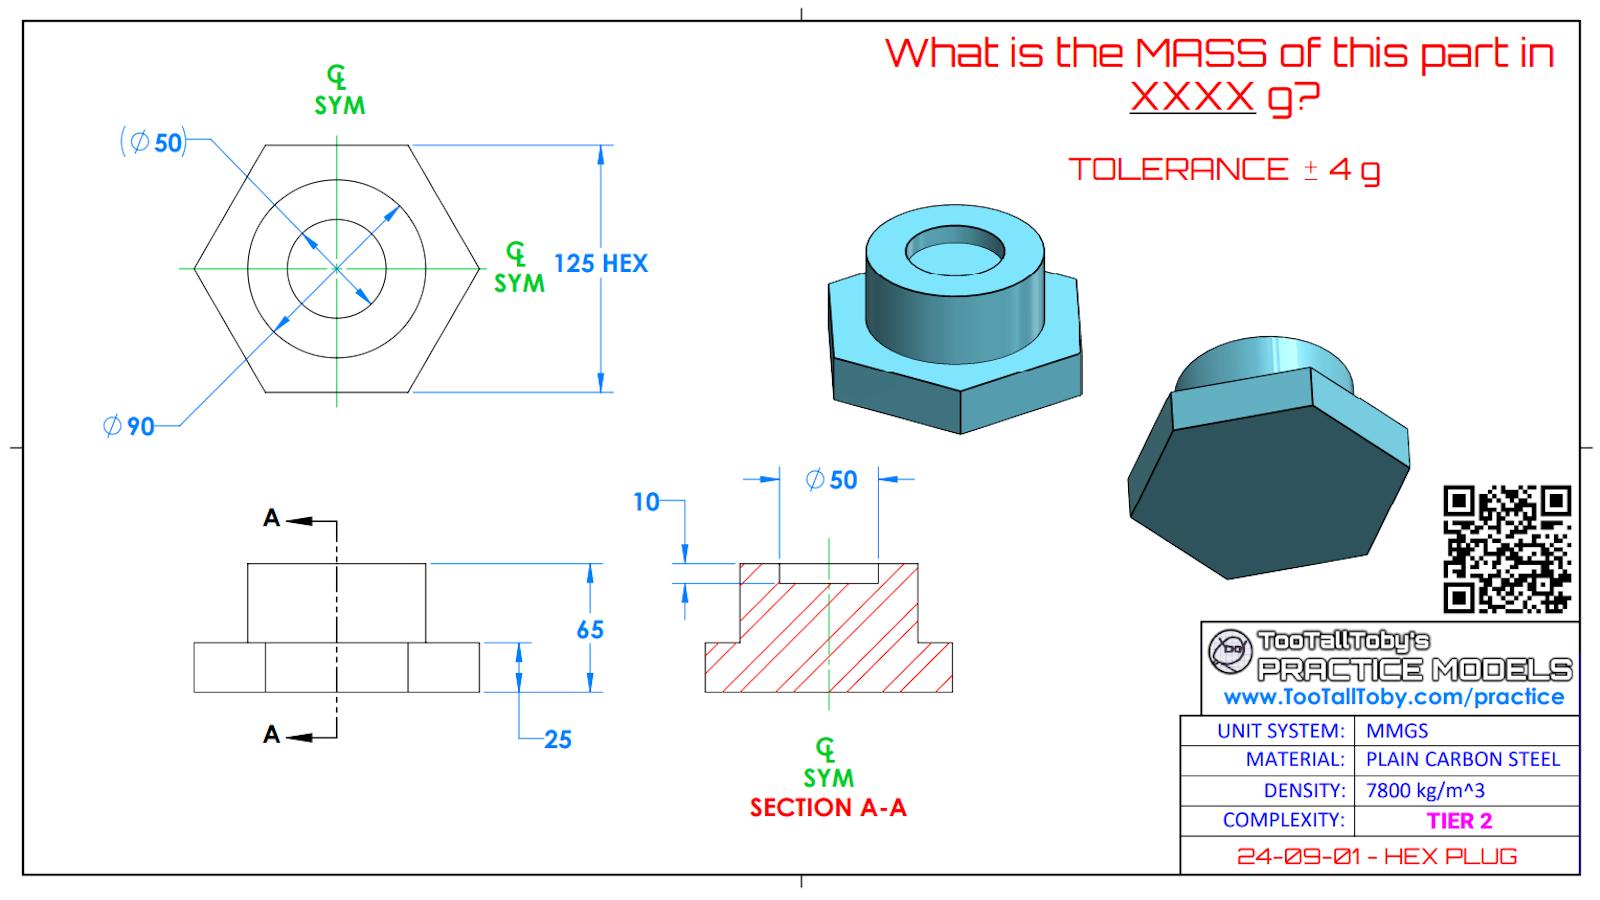 What is the MASS of this part in
XXXX g?
TOLERANCE ± 4 g
℄
SYM
(∅ 50)
℄
SYM
125 HEX
∅ 90
A
65
A
25
∅ 50
10
℄
SYM
SECTION A-A
TooTallToby's
PRACTICE MODELS
www.TooTallToby.com/practice
UNIT SYSTEM: MMGS
MATERIAL: PLAIN CARBON STEEL
DENSITY: 7800 kg/m^3
COMPLEXITY: TIER 2
24-09-01 - HEX PLUG